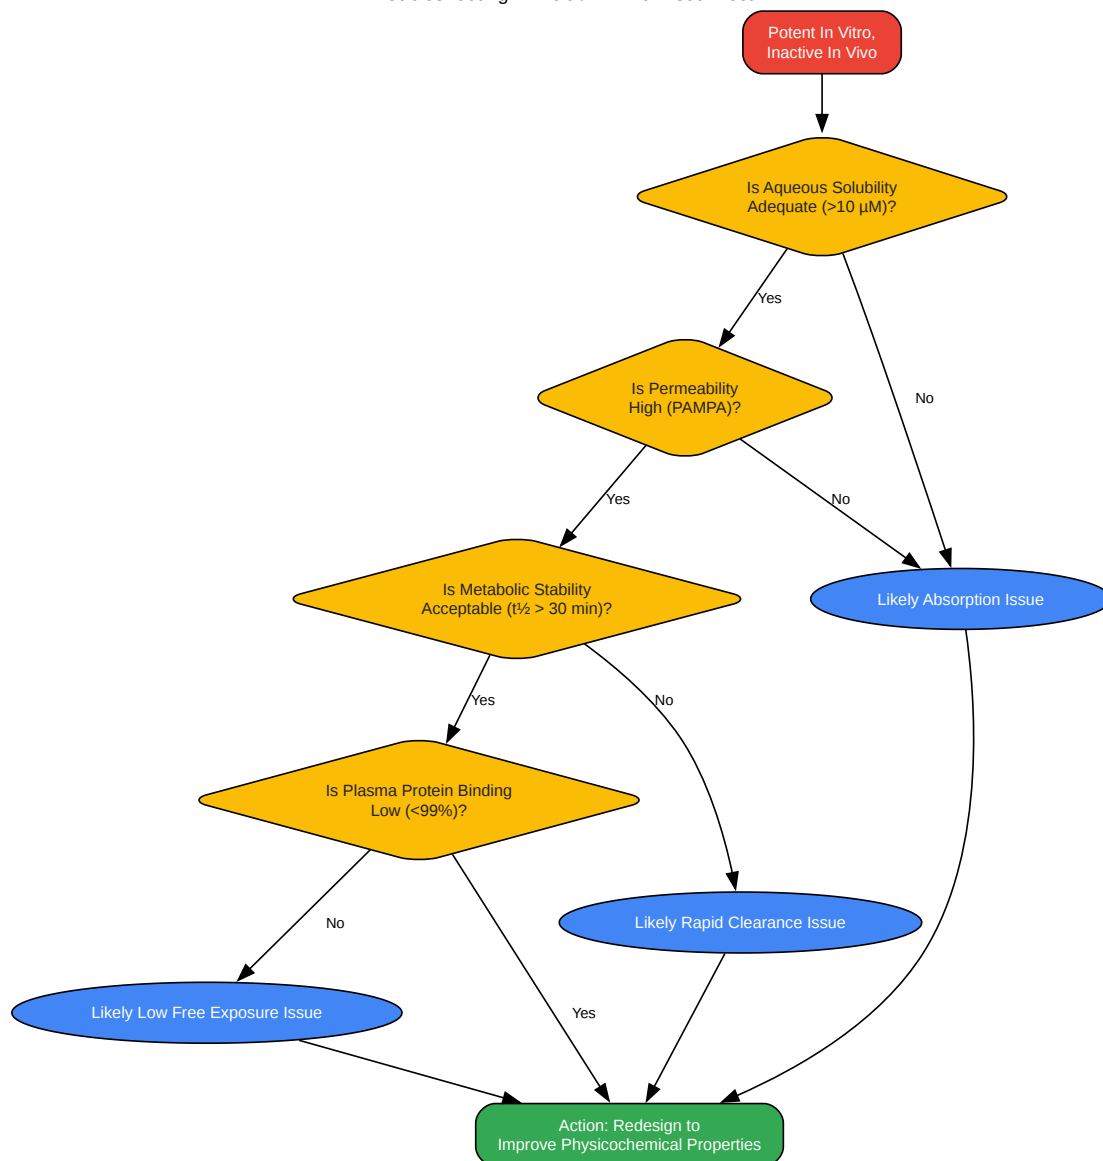 Potent In Vitro,
Inactive In Vivo
Is Aqueous Solubility
Adequate (>10 µM)?
Yes
Is Permeability
High (PAMPA)?
No
Yes
No
Is Metabolic Stability
Acceptable (t½ > 30 min)?
Likely Absorption Issue
Yes
No
Is Plasma Protein Binding
Low (<99%)?
No
Likely Rapid Clearance Issue
Likely Low Free Exposure Issue
Yes
Action: Redesign to
Improve Physicochemical Properties